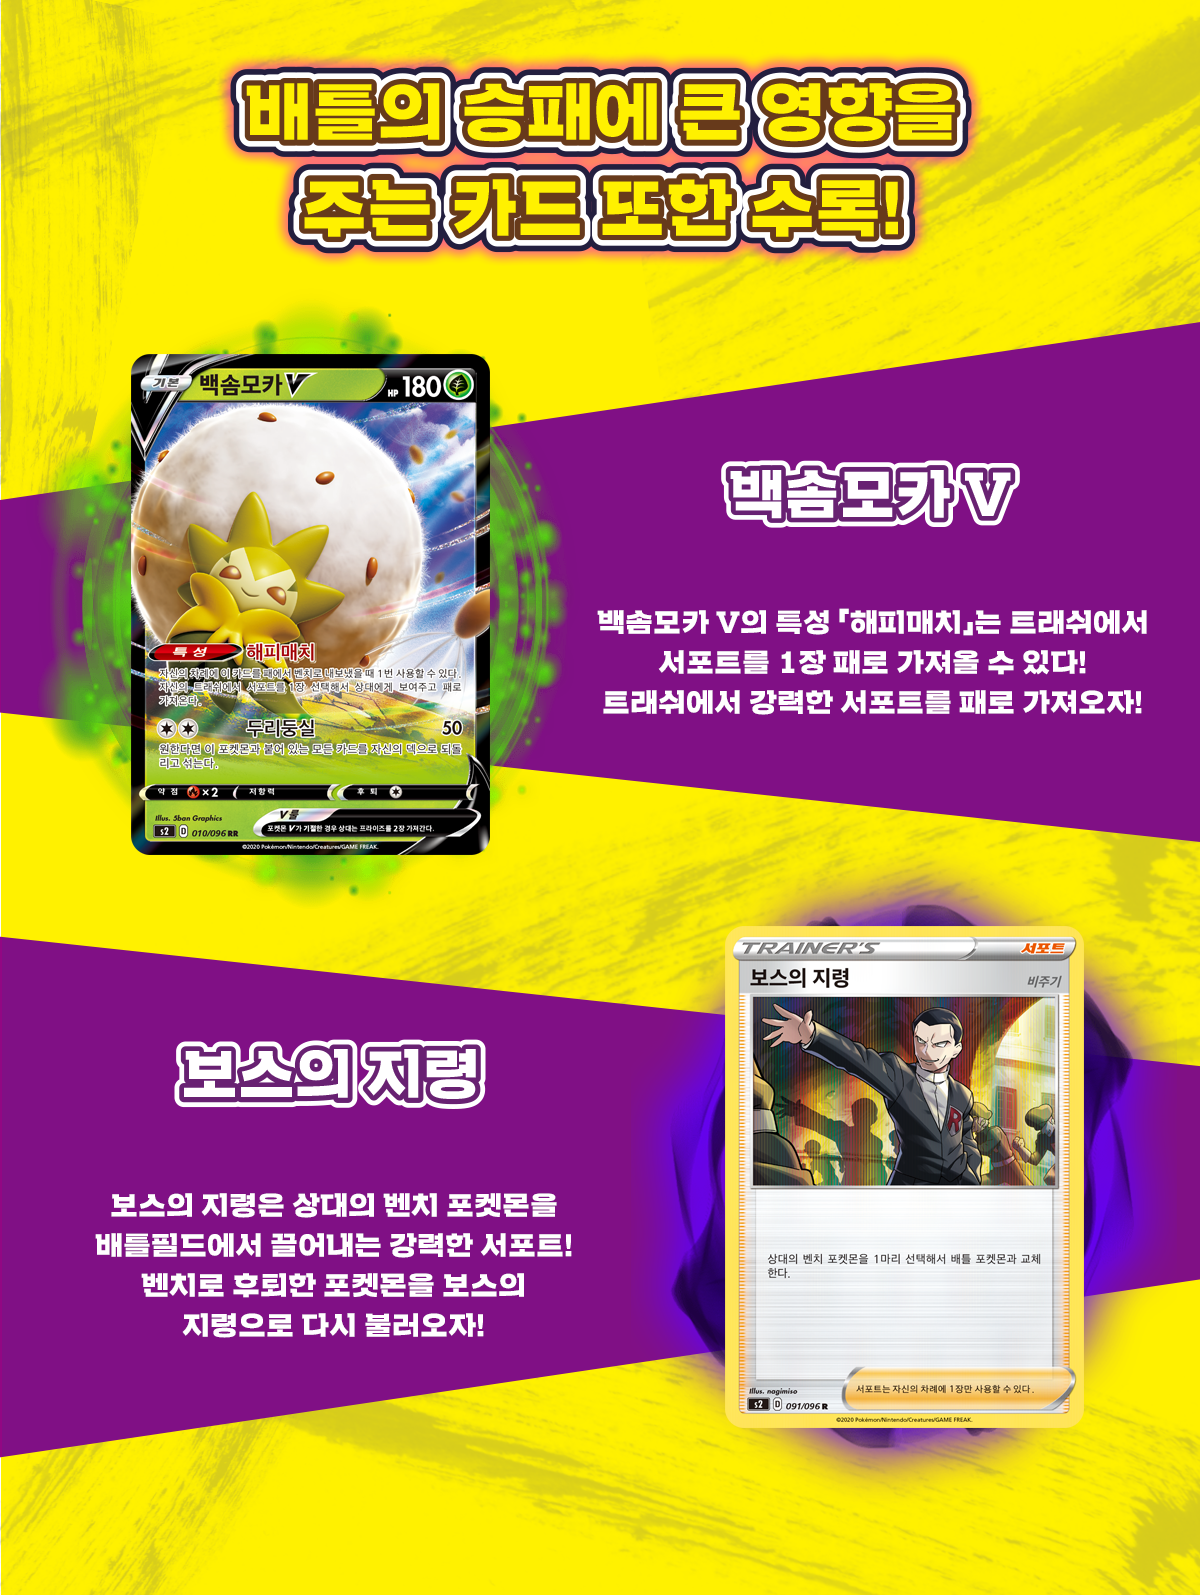 배틀의 승패에 큰 영향을
주는 카드 또한 수록!
기본 백솜모카 V HP 180
특성 해피매치
자신의 차례에 이 카드를 패에서 벤치로 내보냈을 때 1번 사용할 수 있다.
자신의 트래쉬에서 서포트를 1장 선택해서 상대에게 보여주고 패로
가져온다.
두리둥실 50
원한다면 이 포켓몬과 붙어 있는 모든 카드를 자신의 덱으로 되돌
리고 섞는다.
약점 ×2 저항력 후퇴
Illus. 5ban Graphics
V룰
포켓몬 V가 기절한 경우 상대는 프라이즈를 2장 가져간다.
s2 D 010/096 RR
©2020 Pokémon/Nintendo/Creatures/GAME FREAK.
백솜모카 V
백솜모카 V의 특성 「해피매치」는 트래쉬에서
서포트를 1장 패로 가져올 수 있다!
트래쉬에서 강력한 서포트를 패로 가져오자!
보스의 지령
보스의 지령은 상대의 벤치 포켓몬을
배틀필드에서 끌어내는 강력한 서포트!
벤치로 후퇴한 포켓몬을 보스의
지령으로 다시 불러오자!
TRAINER'S 서포트
보스의 지령 비주기
R
상대의 벤치 포켓몬을 1마리 선택해서 배틀 포켓몬과 교체
한다.
서포트는 자신의 차례에 1장만 사용할 수 있다.
Illus. nagimiso
s2 D 091/096 R
©2020 Pokémon/Nintendo/Creatures/GAME FREAK.